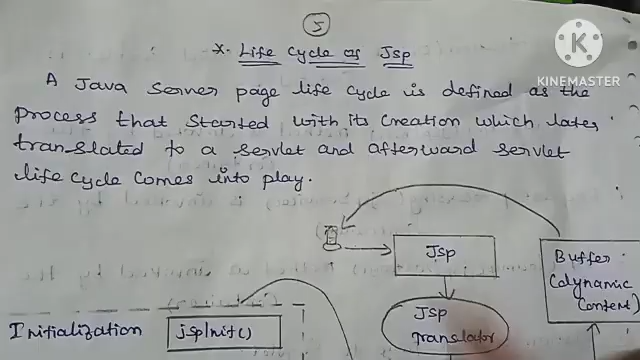 5
x. Life Cycle of Jsp
KINEMASTER
A Java Server page life cycle is defined as the
process that started with its creation which later
translated to a servlet and afterward servlet
life cycle comes into play.
Jsp
Buffer
(dynamic
Content)
Jsp
translator
Initialization
jspInit()